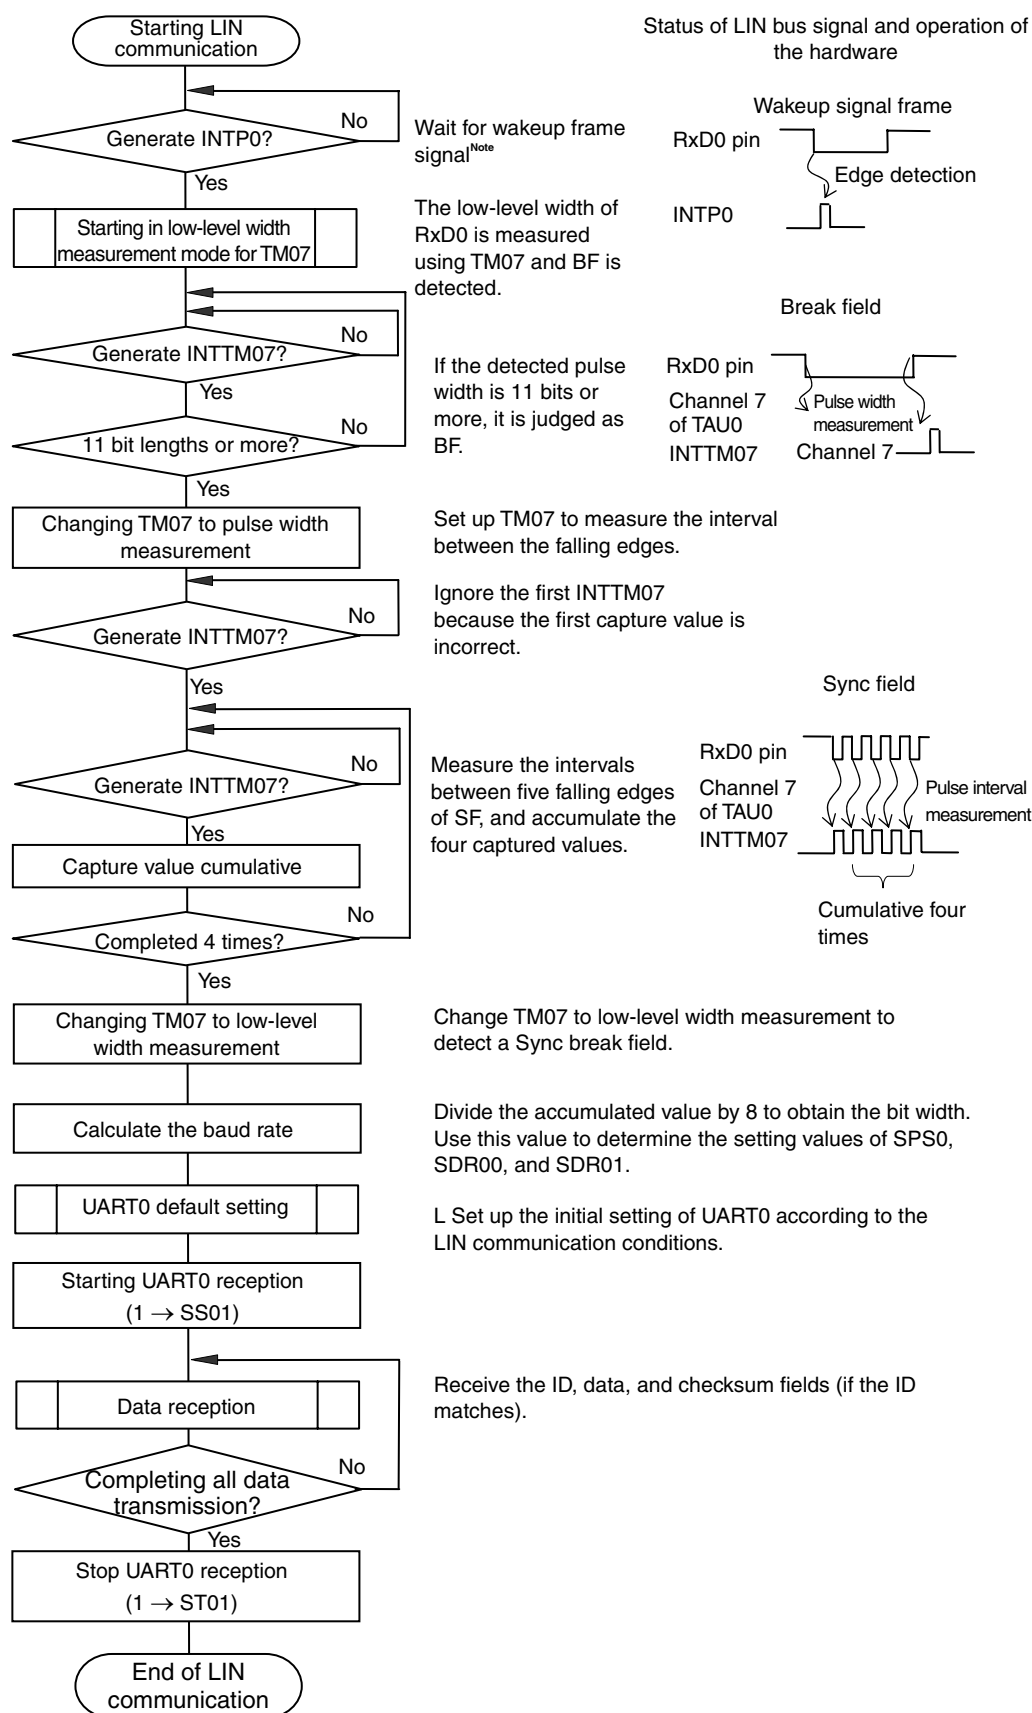 Starting LIN
communication
Status of LIN bus signal and operation of
the hardware
Generate INTP0?
No
Yes
Wait for wakeup frame
signalNote
Wakeup signal frame
RxD0 pin
Edge detection
INTP0
Starting in low-level width
measurement mode for TM07
The low-level width of
RxD0 is measured
using TM07 and BF is
detected.
Generate INTTM07?
No
Yes
11 bit lengths or more?
No
Yes
If the detected pulse
width is 11 bits or
more, it is judged as
BF.
Break field
RxD0 pin
Channel 7
of TAU0
INTTM07
Pulse width
measurement
Channel 7
Changing TM07 to pulse width
measurement
Set up TM07 to measure the interval
between the falling edges.
Generate INTTM07?
No
Yes
Ignore the first INTTM07
because the first capture value is
incorrect.
Generate INTTM07?
No
Yes
Capture value cumulative
Completed 4 times?
No
Yes
Measure the intervals
between five falling edges
of SF, and accumulate the
four captured values.
Sync field
RxD0 pin
Channel 7
of TAU0
INTTM07
Pulse interval
measurement
Cumulative four
times
Changing TM07 to low-level
width measurement
Change TM07 to low-level width measurement to
detect a Sync break field.
Calculate the baud rate
Divide the accumulated value by 8 to obtain the bit width.
Use this value to determine the setting values of SPS0,
SDR00, and SDR01.
UART0 default setting
L Set up the initial setting of UART0 according to the
LIN communication conditions.
Starting UART0 reception
(1 → SS01)
Data reception
Receive the ID, data, and checksum fields (if the ID
matches).
Completing all data
transmission?
No
Yes
Stop UART0 reception
(1 → ST01)
End of LIN
communication